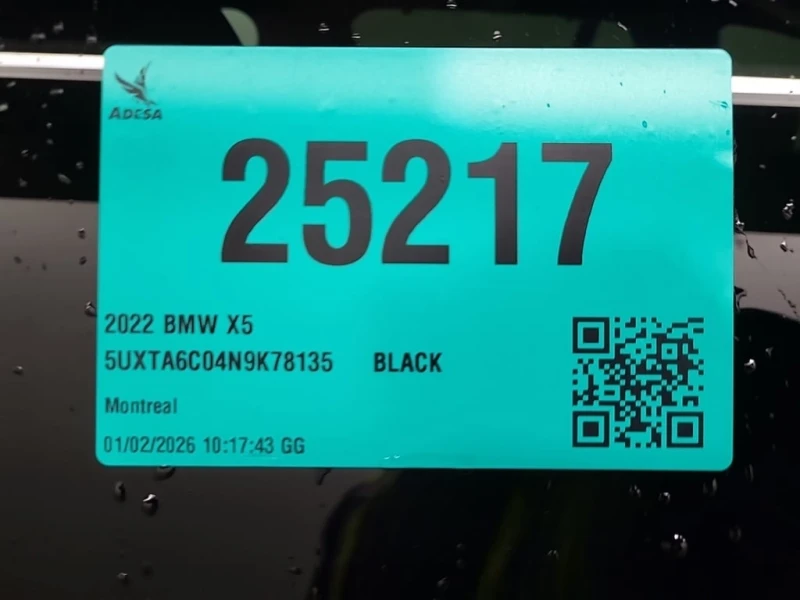 ADESA
25217
2022 BMW X5
5UXTA6C04N9K78135 BLACK
Montreal
01/02/2026 10:17:43 GG